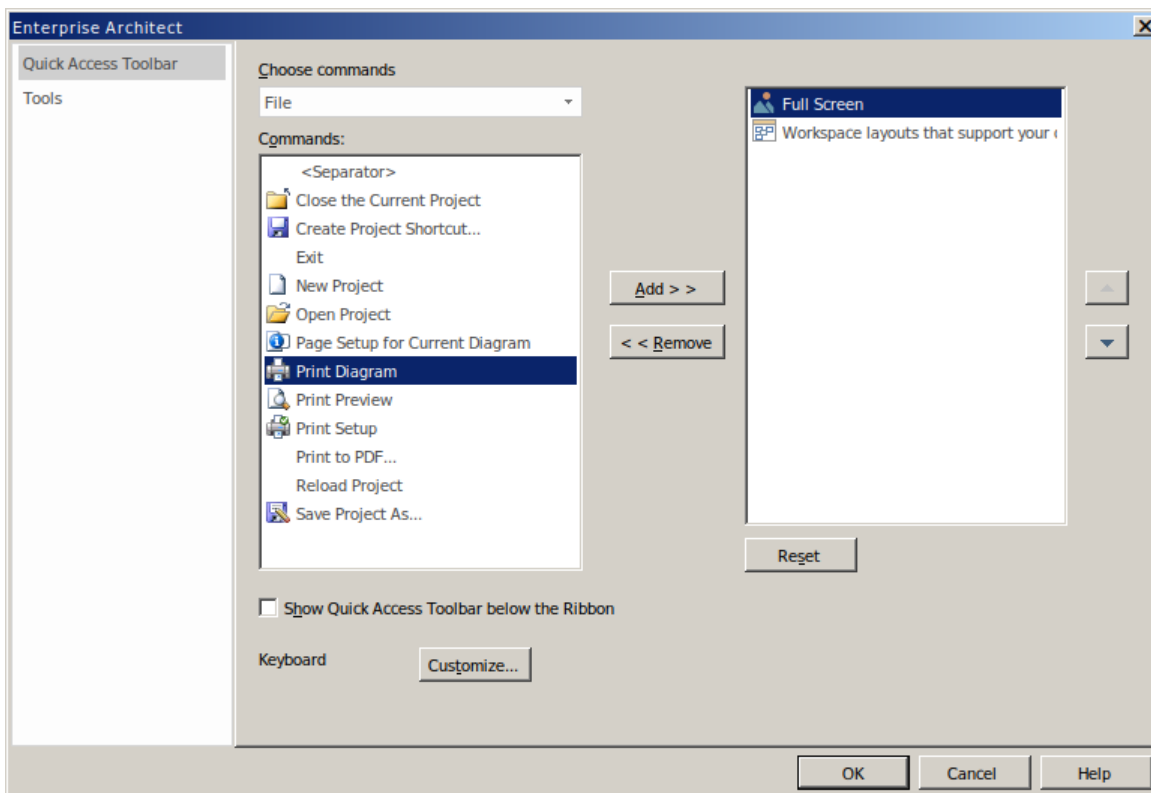 Enterprise Architect
Quick Access Toolbar
Tools
Choose commands
File
Commands:
<Separator>
Close the Current Project
Create Project Shortcut...
Exit
New Project
Open Project
Page Setup for Current Diagram
Print Diagram
Print Preview
Print Setup
Print to PDF...
Reload Project
Save Project As...
Add > >
< < Remove
Full Screen
Workspace layouts that support your
Reset
Show Quick Access Toolbar below the Ribbon
Keyboard
Customize...
OK
Cancel
Help